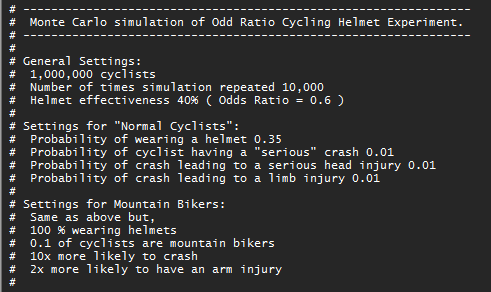 # -----------------------------------------------------------------
#  Monte Carlo simulation of Odd Ratio Cycling Helmet Experiment.
# -----------------------------------------------------------------
#
# General Settings:
#  1,000,000 cyclists
#  Number of times simulation repeated 10,000
#  Helmet effectiveness 40% ( Odds Ratio = 0.6 )
#
# Settings for "Normal Cyclists":
#  Probability of wearing a helmet 0.35
#  Probability of cyclist having a "serious" crash 0.01
#  Probability of crash leading to a serious head injury 0.01
#  Probability of crash leading to a limb injury 0.01
#
# Settings for Mountain Bikers:
#  Same as above but,
#  100 % wearing helmets
#  0.1 of cyclists are mountain bikers
#  10x more likely to crash
#  2x more likely to have an arm injury
#